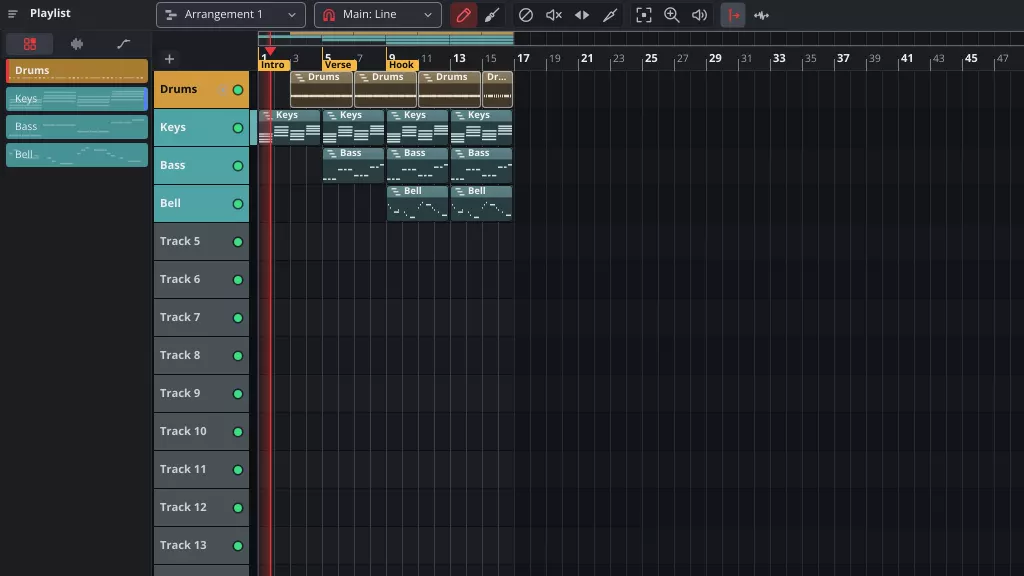 Playlist
Arrangement 1
Main: Line
1 3 5 7 9 11 13 15 17 19 21 23 25 27 29 31 33 35 37 39 41 43 45 47
Intro Verse Hook
Drums
Keys
Bass
Bell
Drums Drums Drums Drums Dr...
Keys Keys Keys Keys Keys
Bass Bass Bass Bass
Bell Bell Bell
Track 5
Track 6
Track 7
Track 8
Track 9
Track 10
Track 11
Track 12
Track 13